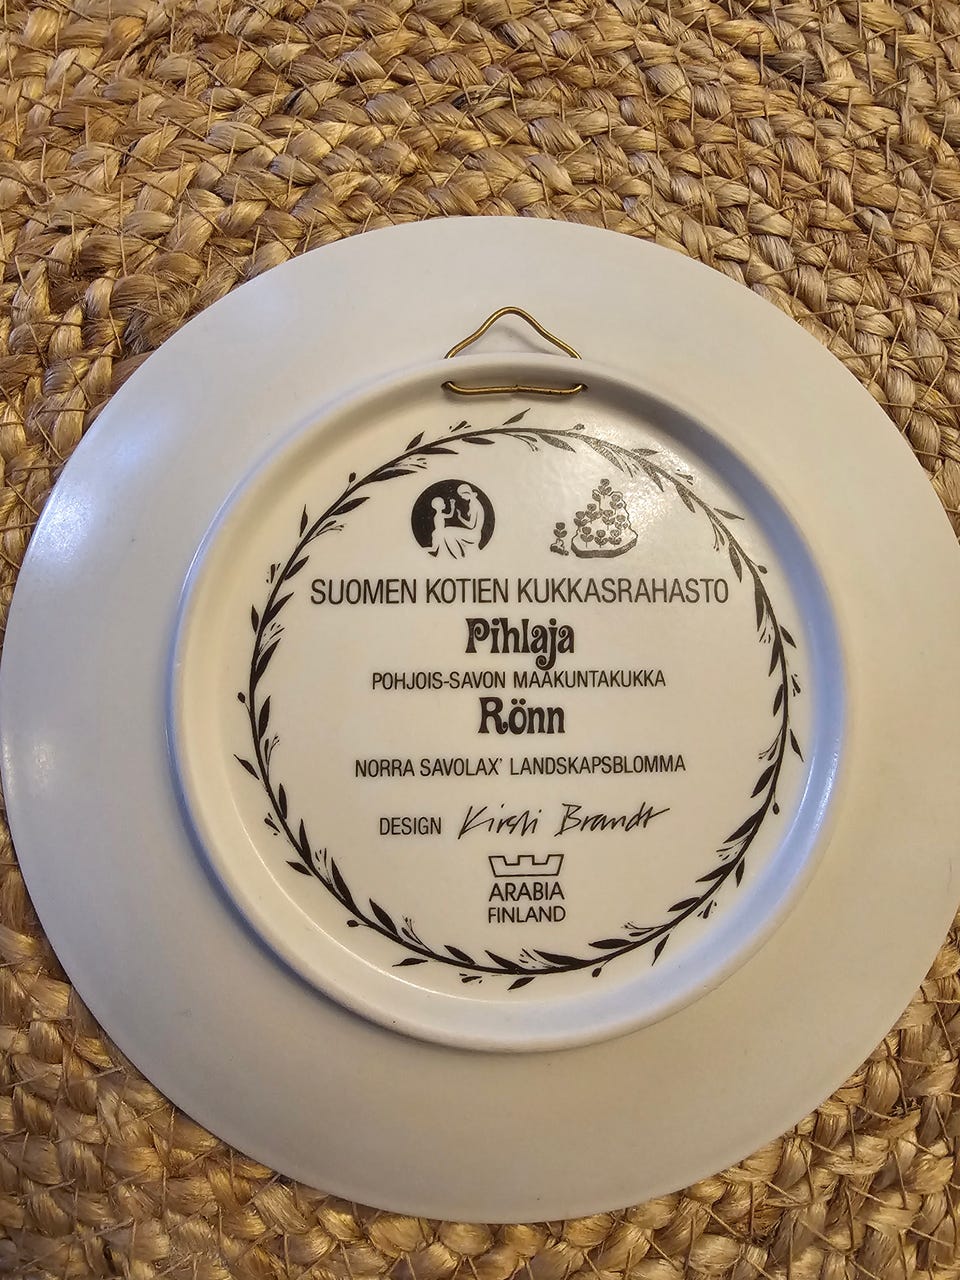 SUOMEN KOTIEN KUKKASRAHASTO
Pihlaja
POHJOIS-SAVON MAAKUNTAKUKKA
Rönn
NORRA SAVOLAX' LANDSKAPSBLOMMA
DESIGN Kirsti Brandt
ARABIA
FINLAND